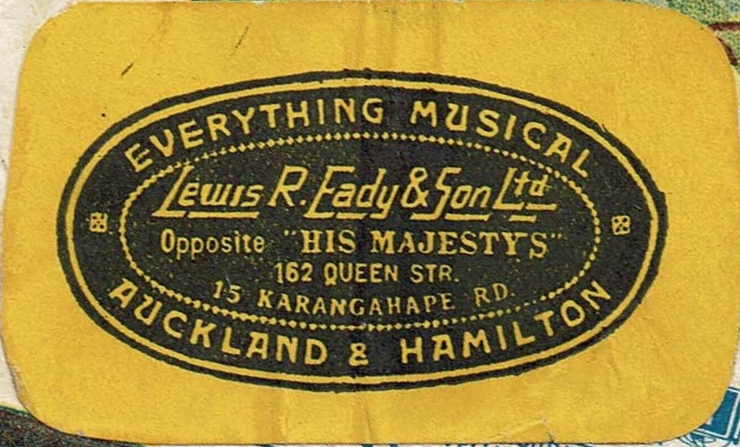 EVERYTHING MUSICAL
Lewis R. Eady & Son Ltd
Opposite "HIS MAJESTY'S"
162 QUEEN STR.
15 KARANGAHAPE RD.
AUCKLAND & HAMILTON